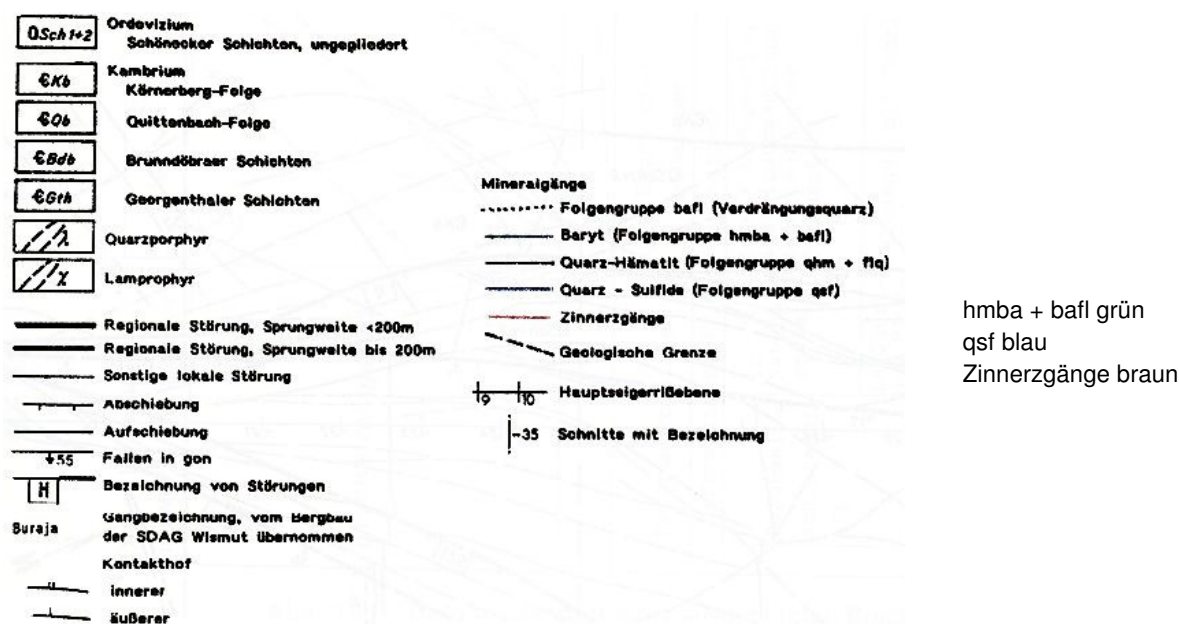 OSch 1+2 Ordovizium
Schönecker Schichten, ungegliedert
Kambrium
€Kb Körnerberg-Folge
€Qb Quittenbach-Folge
€Bdb Brunndöbraer Schichten
€Gth Georgenthaler Schichten
λ Quarzporphyr
χ Lamprophyr
Regionale Störung, Sprungweite <200m
Regionale Störung, Sprungweite bis 200m
Sonstige lokale Störung
Abschiebung
Aufschiebung
55 Fallen in gon
H Bezeichnung von Störungen
Buraja Gangbezeichnung, vom Bergbau
der SDAG Wismut übernommen
Kontakthof
innerer
äußerer
Mineralgänge
Folgengruppe bafl (Verdrängungsquarz)
Baryt (Folgengruppe hmba + bafl)
Quarz-Hämatit (Folgengruppe qhm + flq)
Quarz - Sulfide (Folgengruppe qsf)
Zinnerzgänge
Geologische Grenze
9 10 Hauptseigerrißebene
-35 Schnitte mit Bezeichnung
hmba + bafl grün
qsf blau
Zinnerzgänge braun